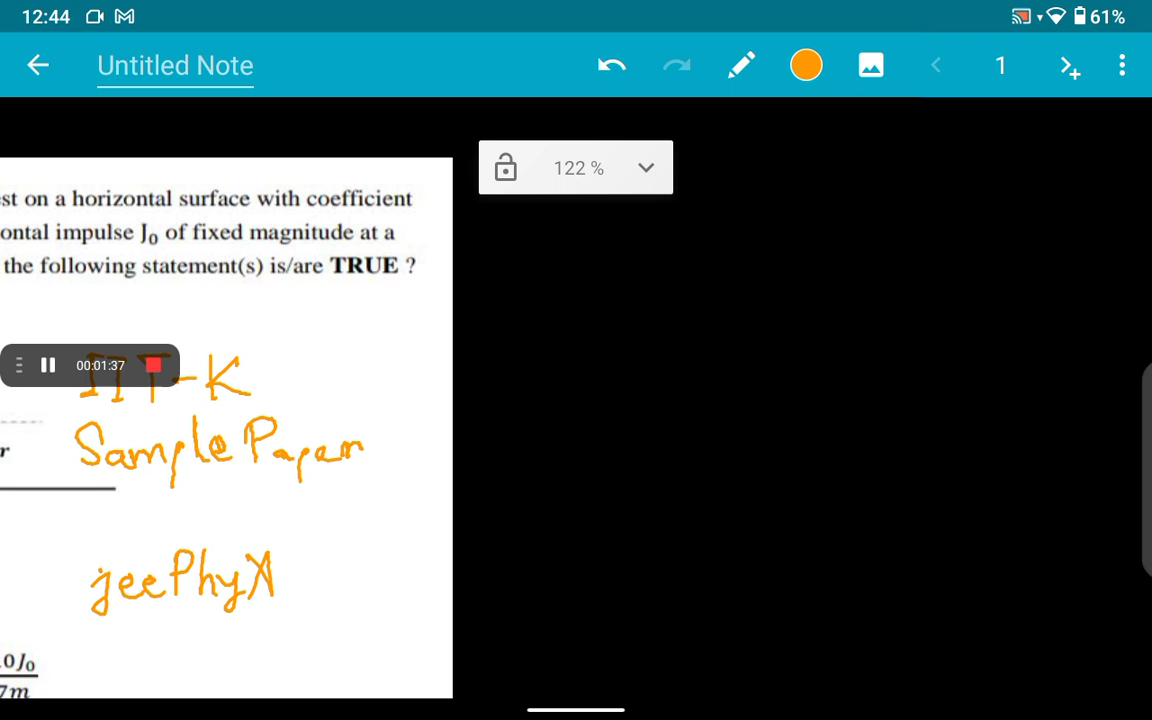 12:44 61%
Untitled Note 1
122 %
st on a horizontal surface with coefficient
ontal impulse J₀ of fixed magnitude at a
the following statement(s) is/are TRUE ?
00:01:37
IIT-K
r
Sample Paper
jeePhyX
0J₀
7m